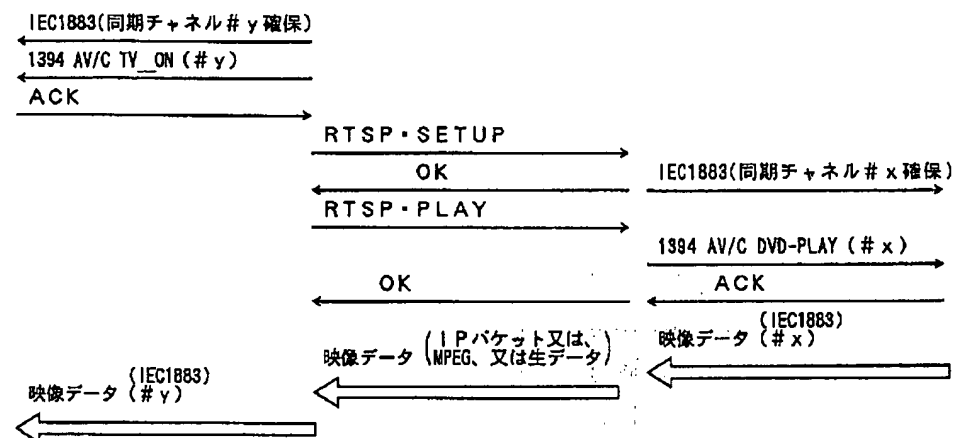 IEC1883(同期チャネル＃y確保)
1394 AV/C TV_ON (＃y)
ACK
RTSP・SETUP
OK
IEC1883(同期チャネル＃x確保)
RTSP・PLAY
1394 AV/C DVD-PLAY (＃x)
OK
ACK
映像データ (IEC1883) (＃x)
映像データ (IPパケット又は、MPEG、又は生データ)
映像データ (IEC1883) (＃y)